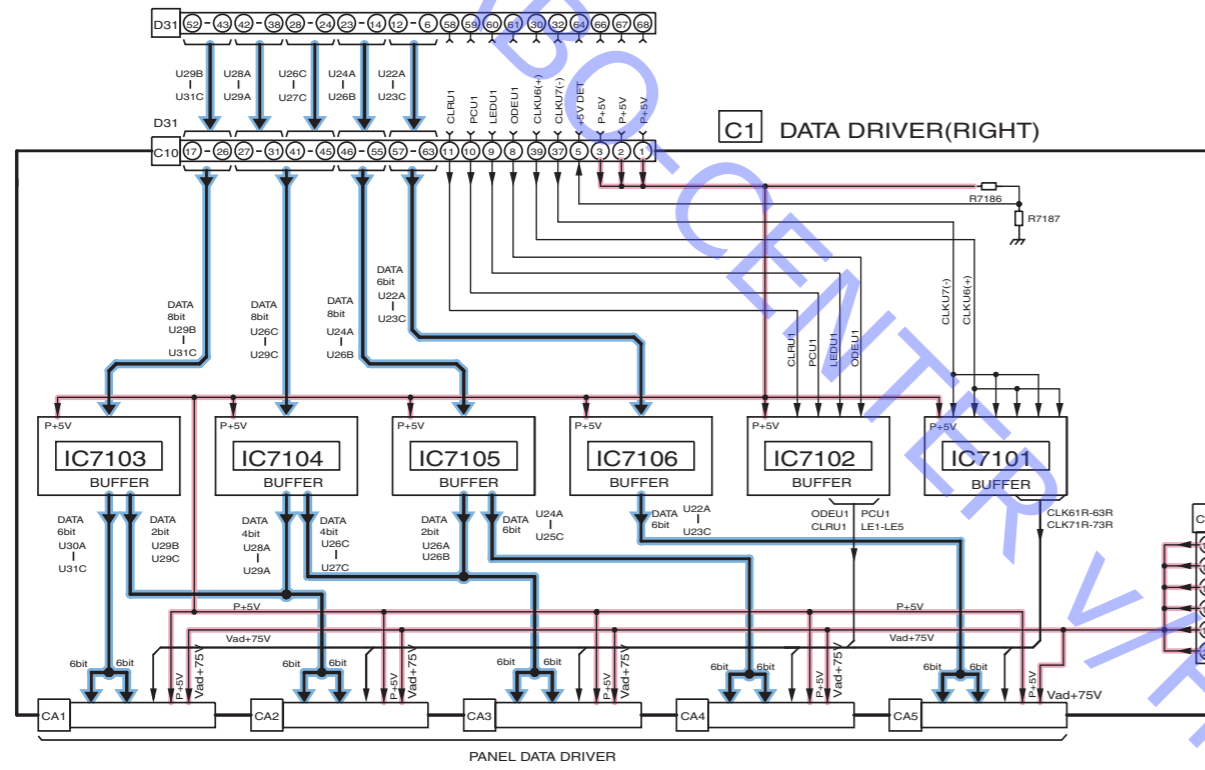 D31 52 - 43 42 - 38 28 - 24 23 - 14 12 - 6 58 59 60 61 30 32 64 66 67 68
U29B
U31C
U28A
U29A
U26C
U27C
U24A
U26B
U22A
U23C
CLRU1
PCU1
LEDU1
ODEU1
CLKU6(+)
CLKU7(-)
+5V DET
P+5V
P+5V
P+5V
D31
C10 17 - 26 27 - 31 41 - 45 46 - 55 57 - 63 11 10 9 8 39 37 5 3 2 1
C1 DATA DRIVER(RIGHT)
R7186
R7187
DATA
8bit
U29B
U31C
DATA
8bit
U26C
U29C
DATA
8bit
U24A
U26B
DATA
6bit
U22A
U23C
CLRU1
PCU1
LEDU1
ODEU1
CLKU7(-)
CLKU6(+)
P+5V
IC7103
BUFFER
P+5V
IC7104
BUFFER
P+5V
IC7105
BUFFER
P+5V
IC7106
BUFFER
P+5V
IC7102
BUFFER
P+5V
IC7101
BUFFER
DATA
6bit
U30A
U31C
DATA
2bit
U29B
U29C
DATA
4bit
U28A
U29A
DATA
4bit
U26C
U27C
DATA
2bit
U26A
U26B
DATA
6bit
U24A
U25C
DATA
6bit
U22A
U23C
ODEU1
CLRU1
PCU1
LE1-LE5
CLK61R-63R
CLK71R-73R
P+5V
P+5V
Vad+75V
Vad+75V
6bit 6bit
P+5V
Vad+75V
6bit 6bit
P+5V
Vad+75V
6bit 6bit
P+5V
Vad+75V
6bit 6bit
P+5V
Vad+75V
6bit 6bit
P+5V
Vad+75V
CA1
CA2
CA3
CA4
CA5
PANEL DATA DRIVER